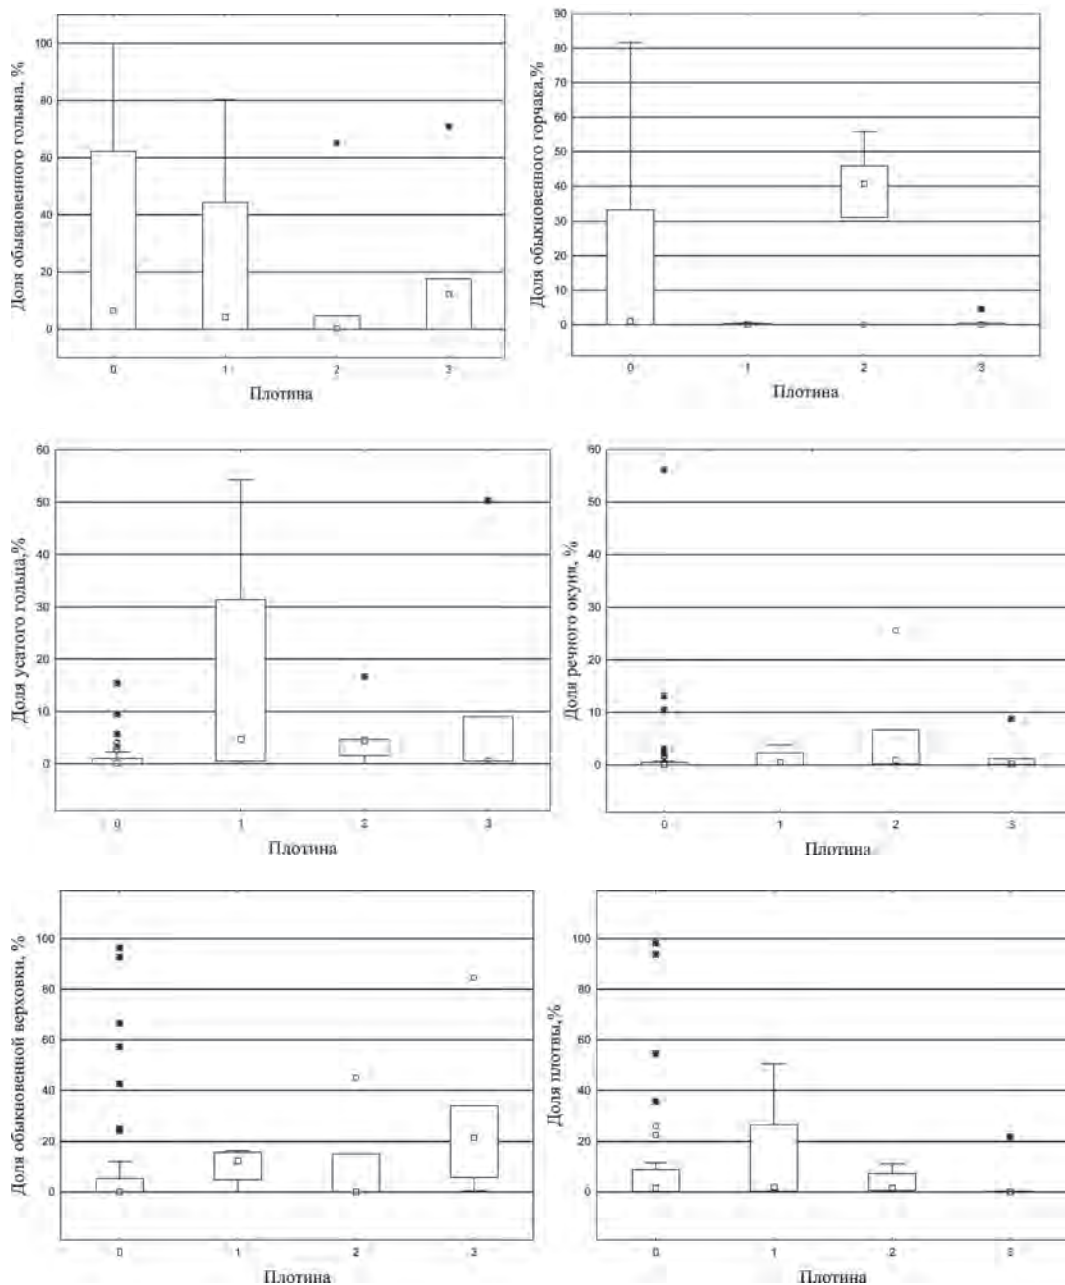 Доля обыкновенного гольяна, %
100
80
60
40
20
0
0 1 2 3
Плотина
Доля обыкновенного горчака,%
90
80
70
60
50
40
30
20
10
0
0 1 2 3
Плотина
Доля усатого гольца,%
60
50
40
30
20
10
0
0 1 2 3
Плотина
Доля речного окуня, %
60
50
40
30
20
10
0
0 1 2 3
Плотина
Доля обыкновенной верховки, %
100
80
60
40
20
0
0 1 2 3
Плотина
Доля плотвы,%
100
80
60
40
20
0
0 1 2 3
Плотина